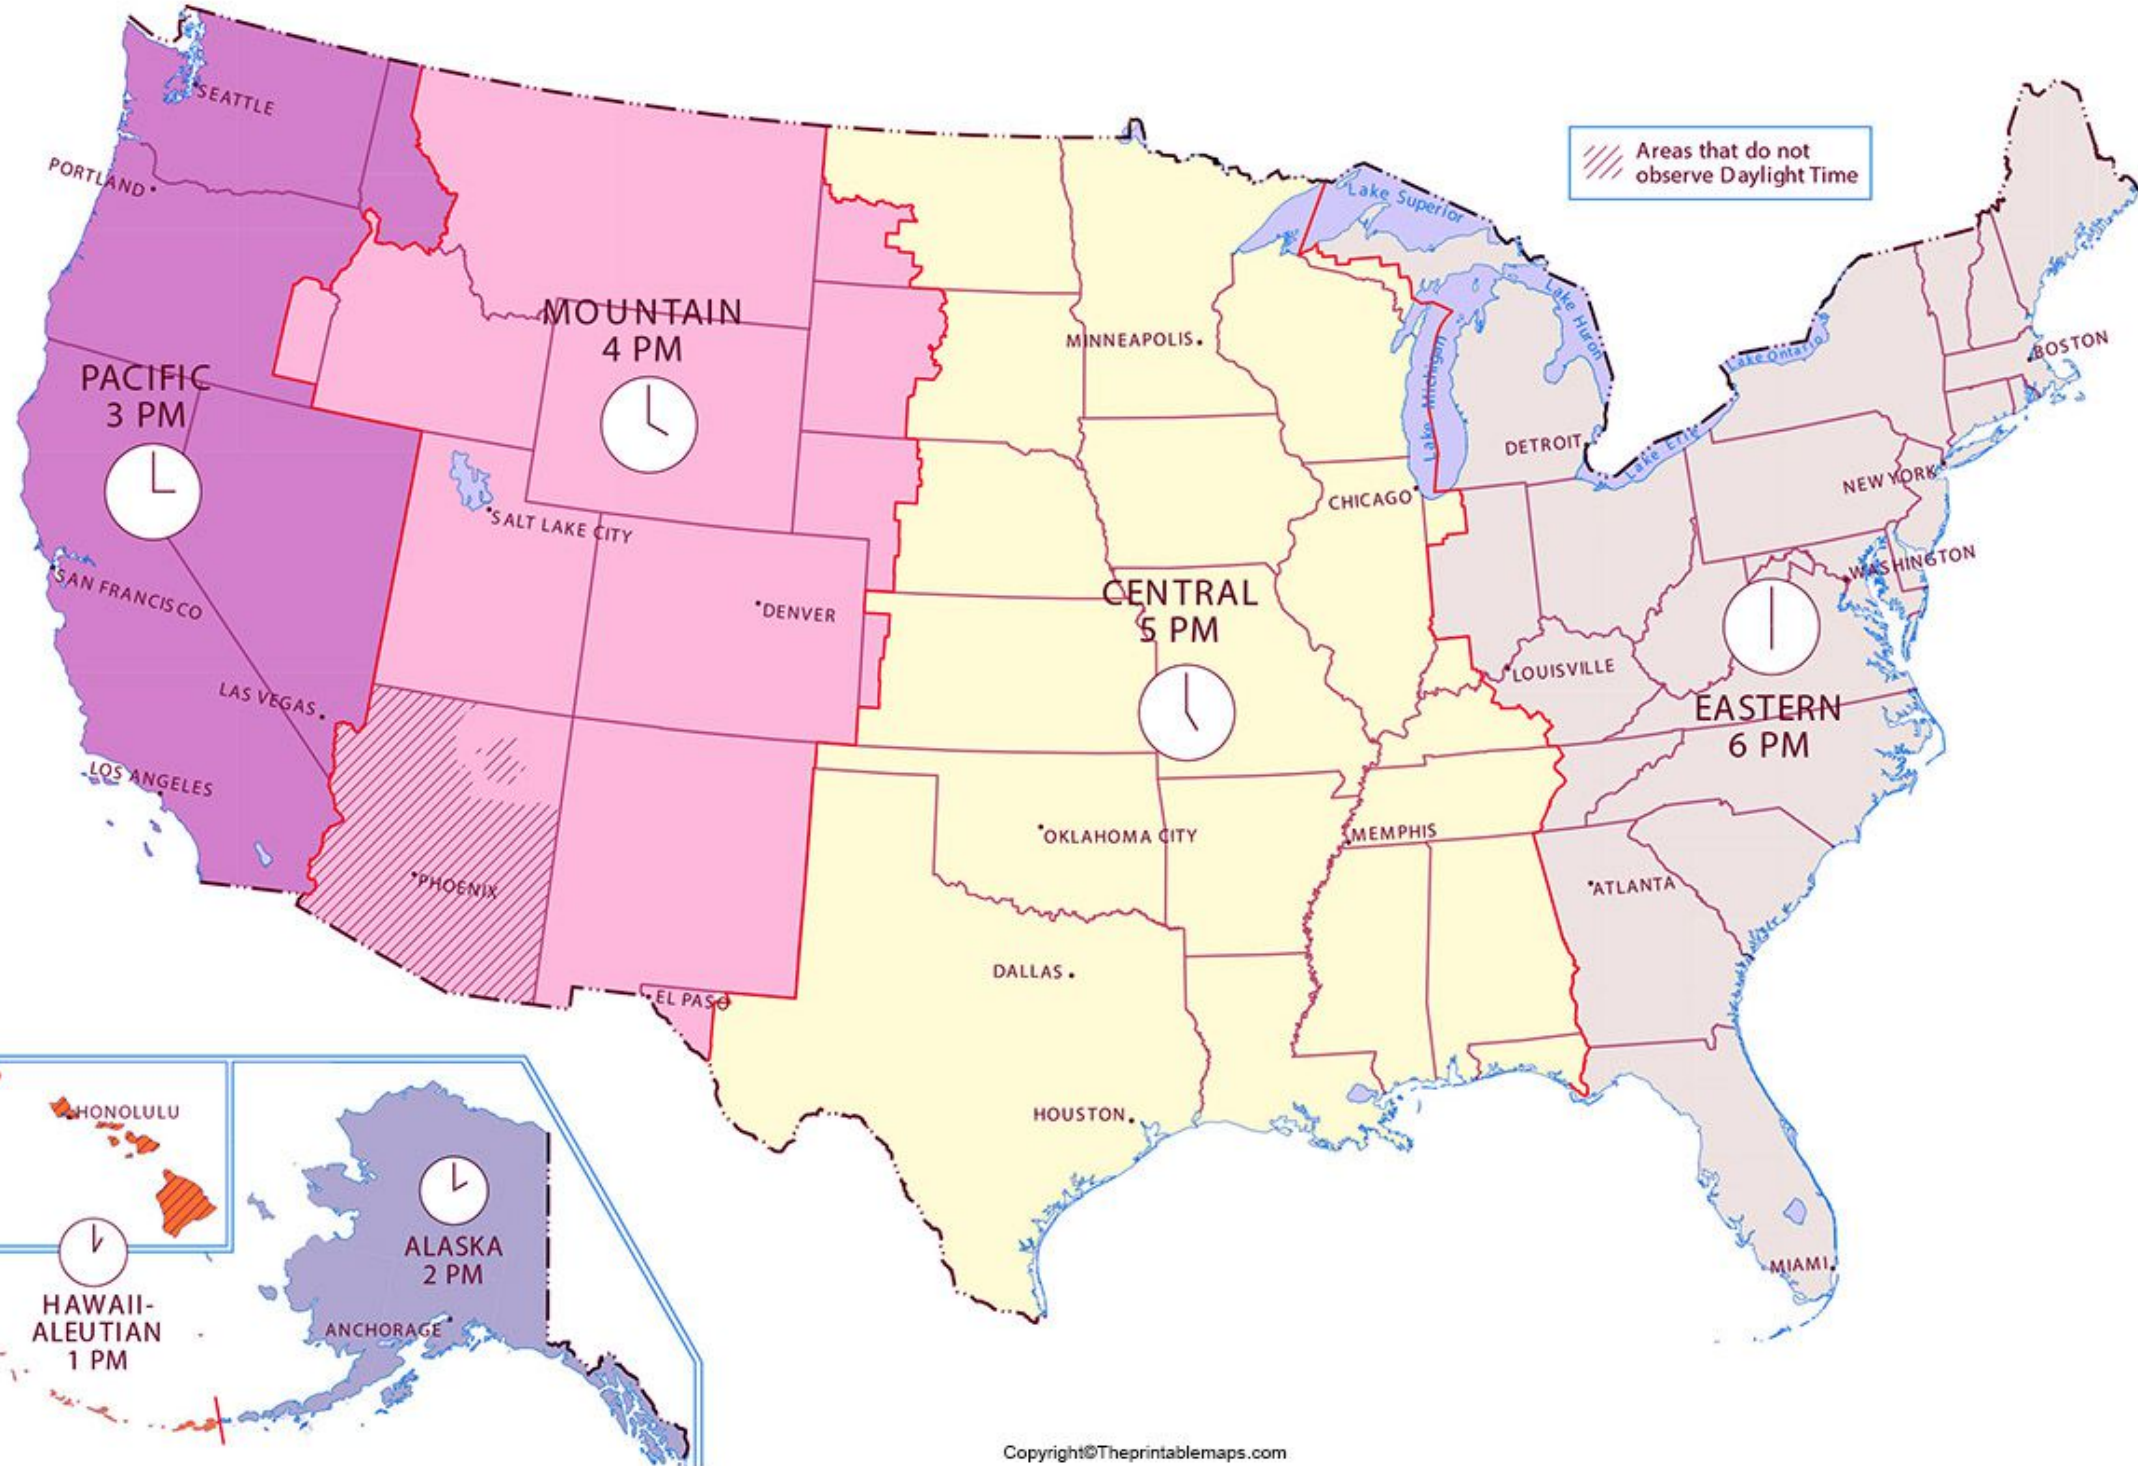 SEATTLE
PORTLAND
Areas that do not
observe Daylight Time
Lake Superior
Lake Huron
Lake Michigan
Lake Ontario
Lake Erie
MOUNTAIN
4 PM
MINNEAPOLIS
BOSTON
PACIFIC
3 PM
DETROIT
NEW YORK
CHICAGO
SALT LAKE CITY
WASHINGTON
SAN FRANCISCO
DENVER
CENTRAL
5 PM
LOUISVILLE
LAS VEGAS
EASTERN
6 PM
LOS ANGELES
OKLAHOMA CITY
MEMPHIS
PHOENIX
ATLANTA
DALLAS
EL PASO
HOUSTON
HONOLULU
MIAMI
ALASKA
2 PM
HAWAII-
ALEUTIAN
1 PM
ANCHORAGE
Copyright©Theprintablemaps.com